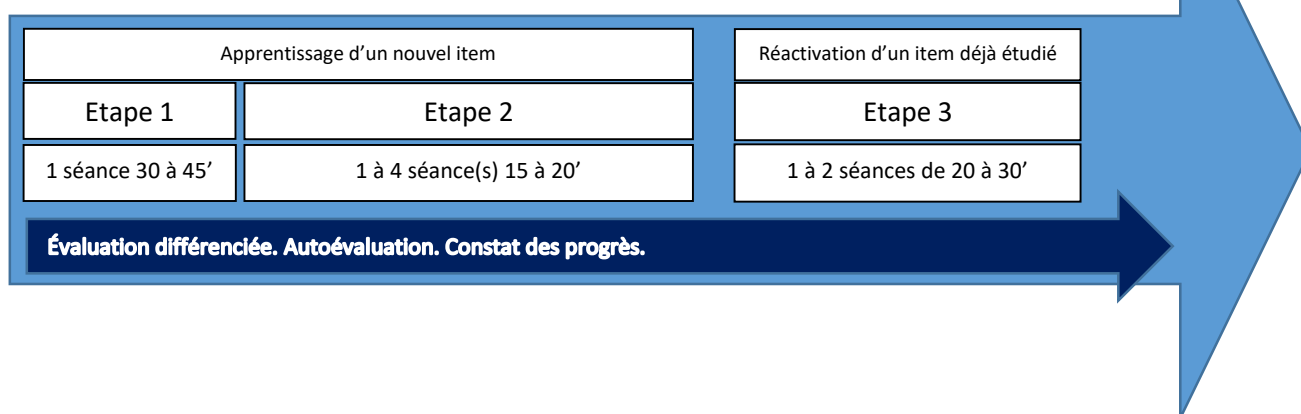 Apprentissage d’un nouvel item
Réactivation d’un item déjà étudié
Etape 1
Etape 2
Etape 3
1 séance 30 à 45’
1 à 4 séance(s) 15 à 20’
1 à 2 séances de 20 à 30’
Évaluation différenciée. Autoévaluation. Constat des progrès.